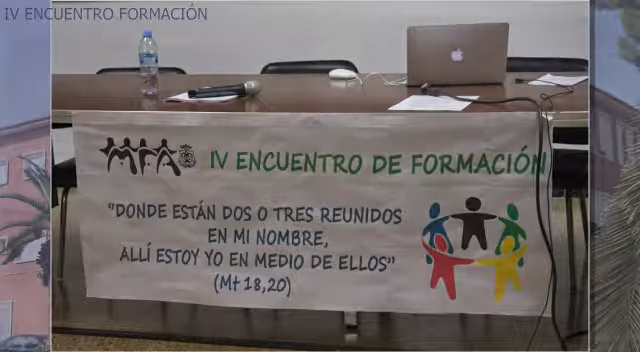 IV ENCUENTRO FORMACIÓN
MFA IV ENCUENTRO DE FORMACIÓN
"DONDE ESTÁN DOS O TRES REUNIDOS
EN MI NOMBRE,
ALLÍ ESTOY YO EN MEDIO DE ELLOS"
(Mt 18,20)